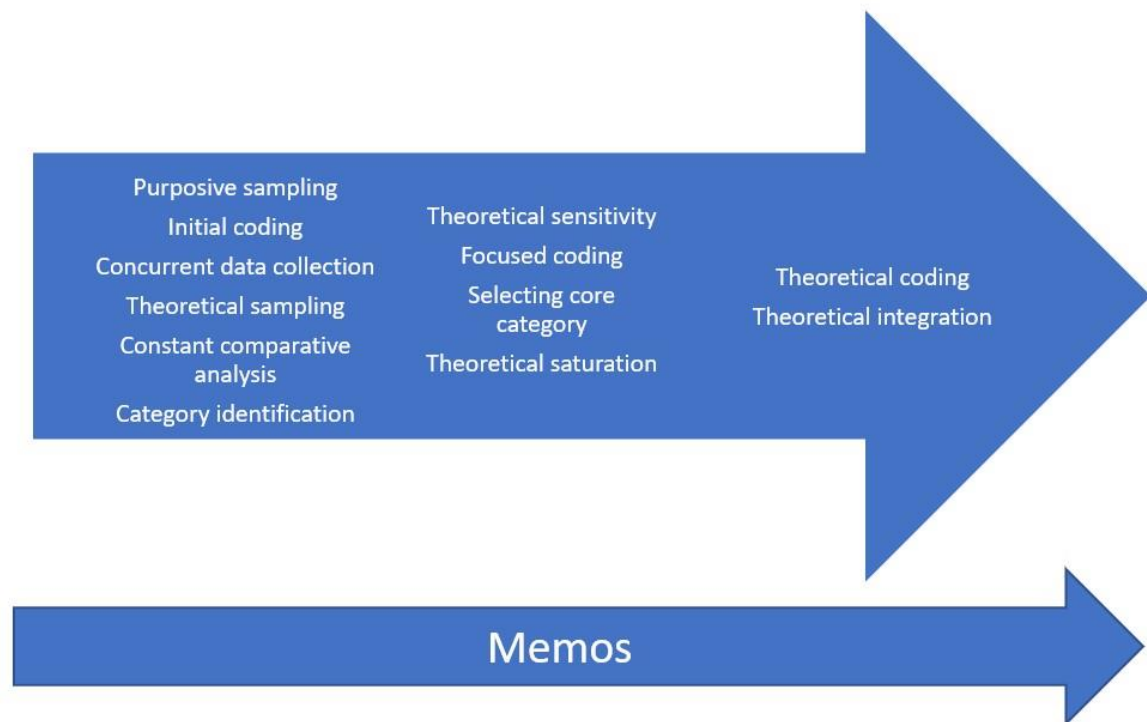 Purposive sampling
Initial coding
Concurrent data collection
Theoretical sampling
Constant comparative
analysis
Category identification
Theoretical sensitivity
Focused coding
Selecting core
category
Theoretical saturation
Theoretical coding
Theoretical integration
Memos